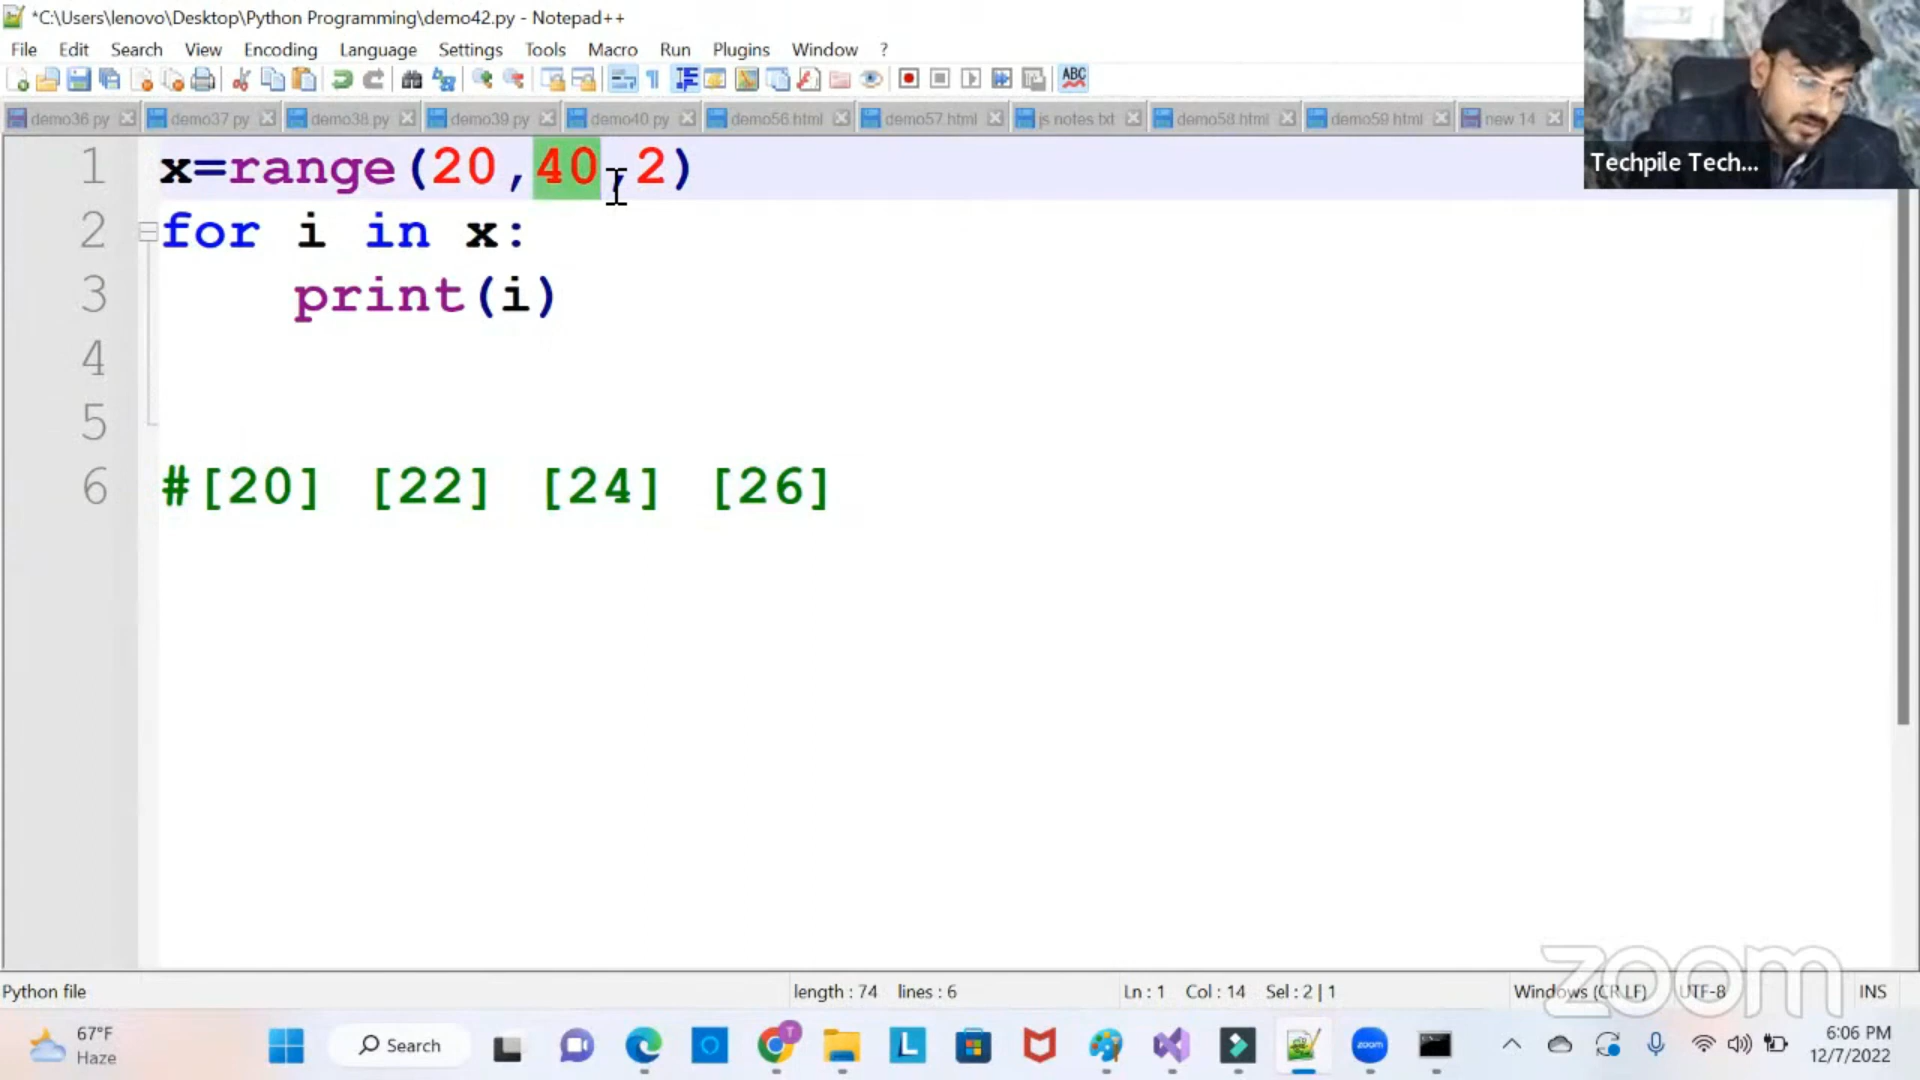 *C:\Users\lenovo\Desktop\Python Programming\demo42.py - Notepad++
File Edit Search View Encoding Language Settings Tools Macro Run Plugins Window ?
ABC
demo36.py demo37.py demo38.py demo39.py demo40.py demo56.html demo57.html js notes.txt demo58.html demo59.html new 14
Techpile Tech...
1 x=range(20,40,2)
2 for i in x:
3 print(i)
4
5
6 #[20] [22] [24] [26]
zoom
Python file length : 74 lines : 6 Ln : 1 Col : 14 Sel : 2 | 1 Windows (CR LF) UTF-8 INS
67°F
Haze
Search
T
L
zoom
6:06 PM
12/7/2022